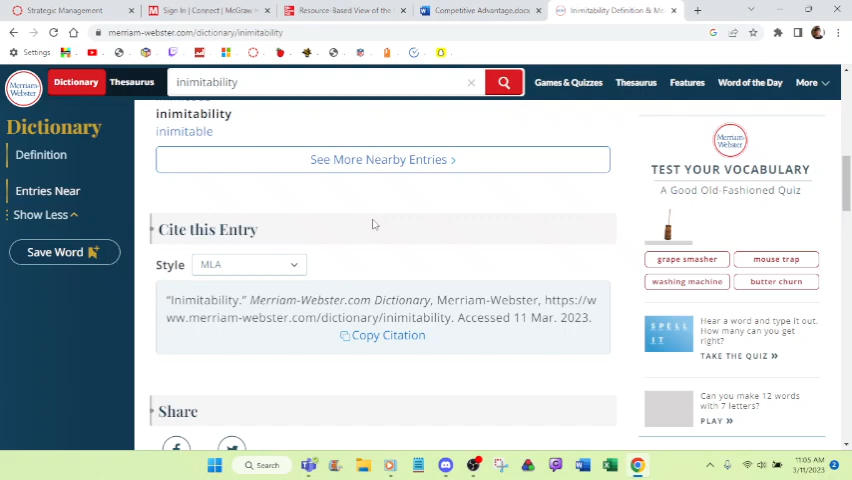 Strategic Management
Sign In | Connect | McGraw H
Resource-Based View of the
Competitive Advantage.docx
Inimitability Definition & Me
merriam-webster.com/dictionary/inimitability
Settings
Merriam-Webster
Dictionary
Thesaurus
inimitability
Games & Quizzes
Thesaurus
Features
Word of the Day
More
Dictionary
Definition
Entries Near
Show Less
Save Word
inimitability
inimitable
See More Nearby Entries
Cite this Entry
Style
MLA
“Inimitability.” Merriam-Webster.com Dictionary, Merriam-Webster, https://w
ww.merriam-webster.com/dictionary/inimitability. Accessed 11 Mar. 2023.
Copy Citation
Share
TEST YOUR VOCABULARY
A Good Old-Fashioned Quiz
grape smasher
mouse trap
washing machine
butter churn
SPELL
IT
Hear a word and type it out.
How many can you get
right?
TAKE THE QUIZ
Can you make 12 words
with 7 letters?
PLAY
Search
11:05 AM
3/11/2023
2